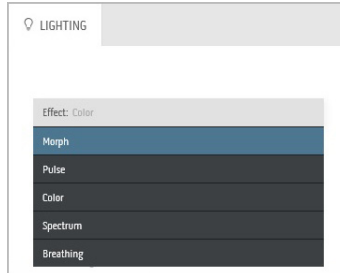 LIGHTING
Effect: Color
Morph
Pulse
Color
Spectrum
Breathing